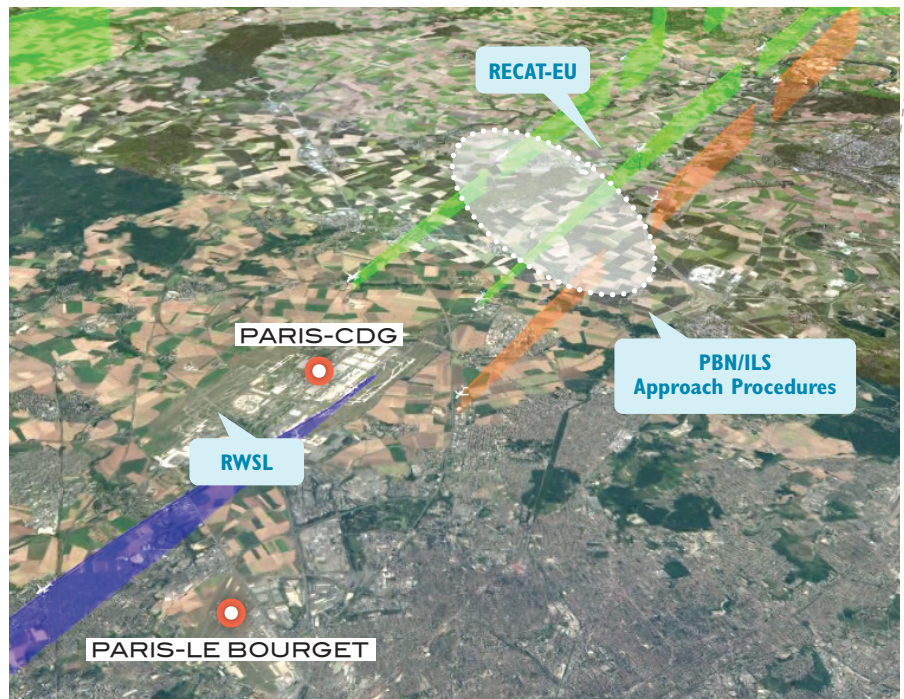 RECAT-EU
PARIS-CDG
PBN/ILS
Approach Procedures
RWSL
PARIS-LE BOURGET